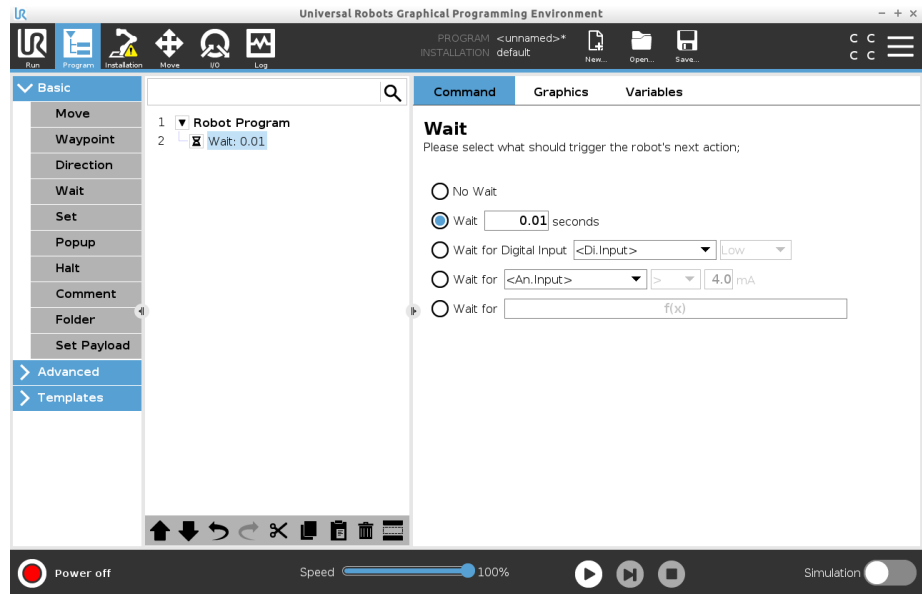 Universal Robots Graphical Programming Environment
PROGRAM <unnamed>*
INSTALLATION default
Run Program Installation Move I/O Log New... Open... Save...
C C
C C
Basic
Move
Waypoint
Direction
Wait
Set
Popup
Halt
Comment
Folder
Set Payload
Advanced
Templates
1 Robot Program
2 Wait: 0.01
Command Graphics Variables
Wait
Please select what should trigger the robot's next action;
No Wait
Wait 0.01 seconds
Wait for Digital Input <Di.Input> Low
Wait for <An.Input> > 4.0 mA
Wait for f(x)
Power off
Speed 100%
Simulation